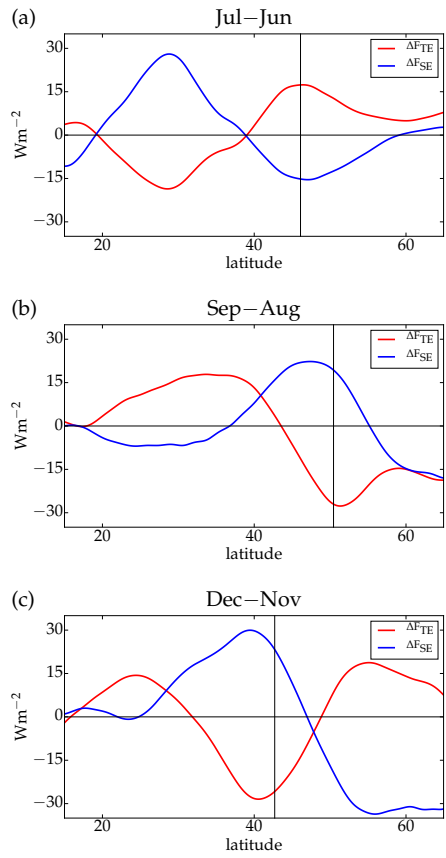 (a)
Jul−Jun
ΔF_TE
ΔF_SE
30
15
0
−15
−30
Wm⁻²
20 40 60
latitude
(b)
Sep−Aug
ΔF_TE
ΔF_SE
30
15
0
−15
−30
Wm⁻²
20 40 60
latitude
(c)
Dec−Nov
ΔF_TE
ΔF_SE
30
15
0
−15
−30
Wm⁻²
20 40 60
latitude